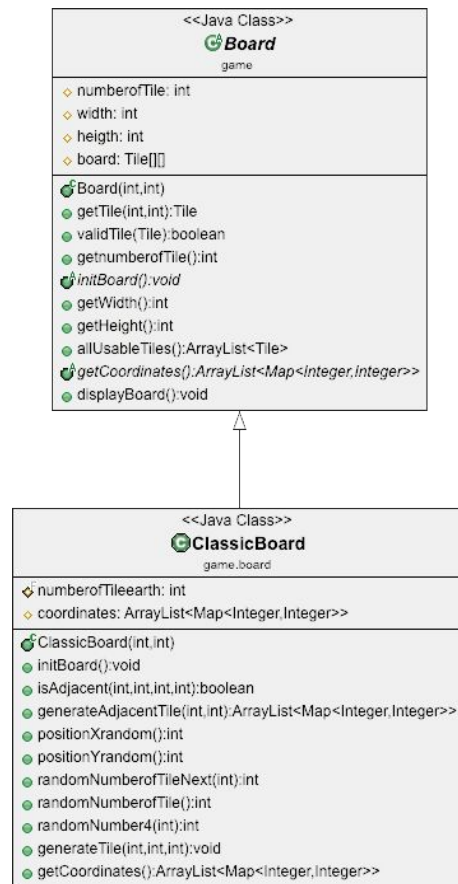 <<Java Class>>
Board
game
numberofTile: int
width: int
heigth: int
board: Tile[][]
Board(int,int)
getTile(int,int):Tile
validTile(Tile):boolean
getnumberofTile():int
initBoard():void
getWidth():int
getHeight():int
allUsableTiles():ArrayList<Tile>
getCoordinates():ArrayList<Map<Integer,integer>>
displayBoard():void
<<Java Class>>
ClassicBoard
game.board
numberofTileearth: int
coordinates: ArrayList<Map<Integer,Integer>>
ClassicBoard(int,int)
initBoard():void
isAdjacent(int,int,int,int):boolean
generateAdjacentTile(int,int):ArrayList<Map<Integer,Integer>>
positionXrandom():int
positionYrandom():int
randomNumberofTileNext(int):int
randomNumberofTile():int
randomNumber4(int):int
generateTile(int,int,int):void
getCoordinates():ArrayList<Map<Integer,Integer>>